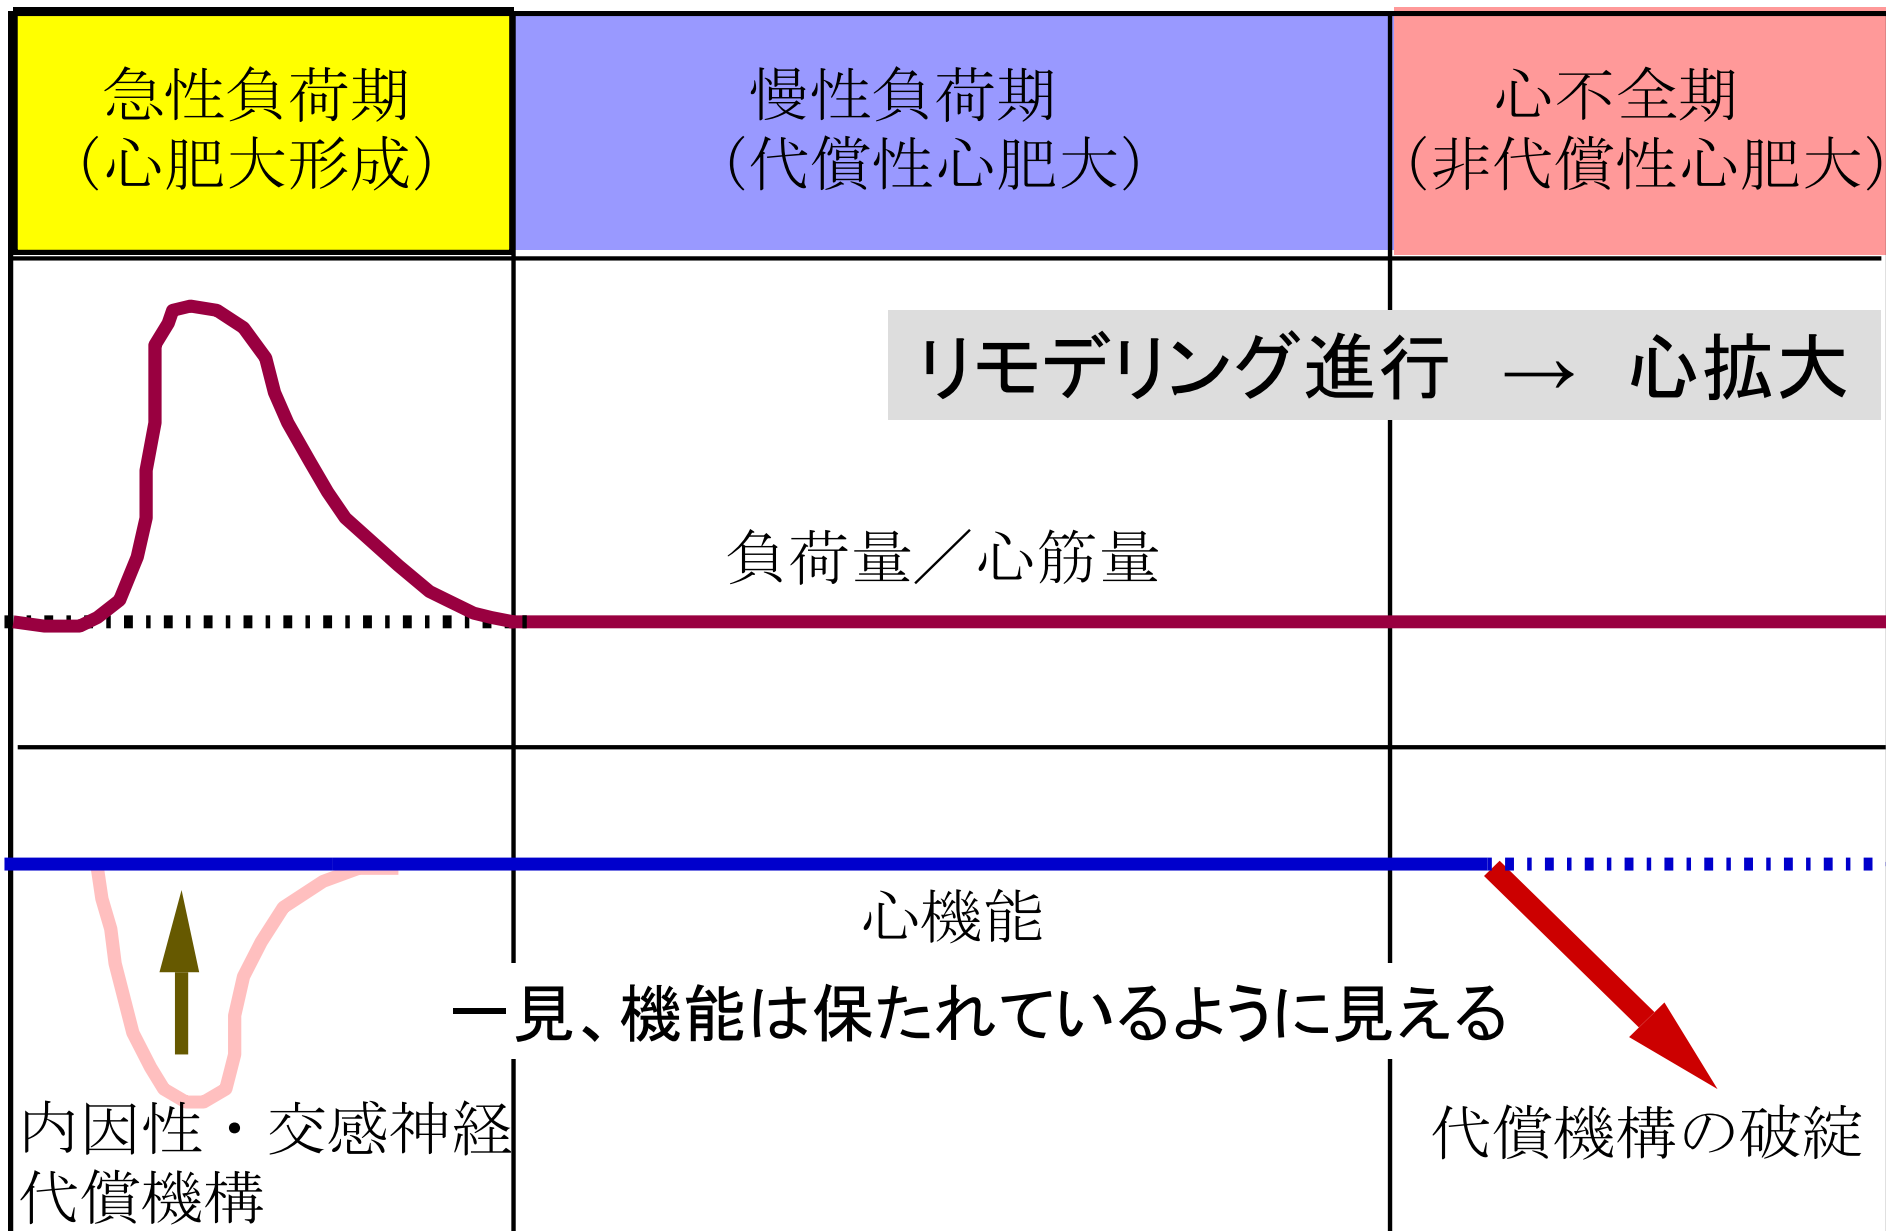 急性負荷期
（心肥大形成）
慢性負荷期
（代償性心肥大）
心不全期
（非代償性心肥大）
リモデリング進行　→　心拡大
負荷量／心筋量
心機能
一見、機能は保たれているように見える
内因性・交感神経
代償機構
代償機構の破綻